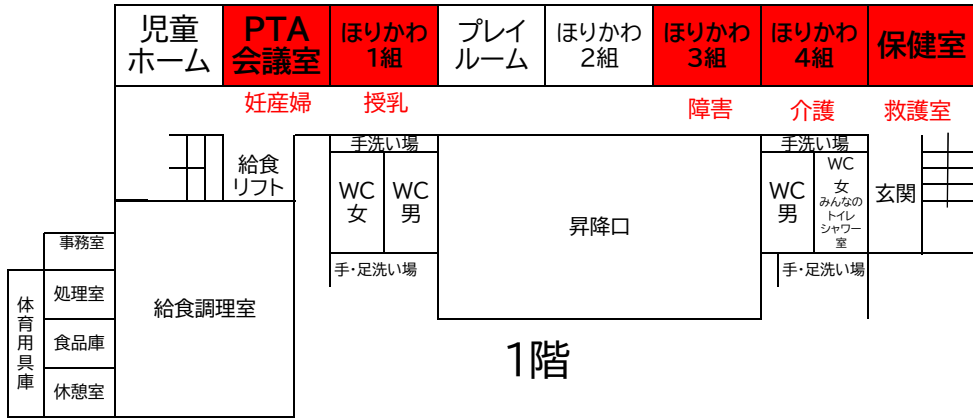 児童
ホーム
PTA
会議室
ほりかわ
1組
プレイ
ルーム
ほりかわ
2組
ほりかわ
3組
ほりかわ
4組
保健室
妊産婦
授乳
障害
介護
救護室
給食
リフト
手洗い場
WC
女
WC
男
手・足洗い場
昇降口
手洗い場
WC
男
WC
女
みんなの
トイレ
シャワー
室
手・足洗い場
玄関
事務室
体育用具庫
処理室
食品庫
休憩室
給食調理室
1階